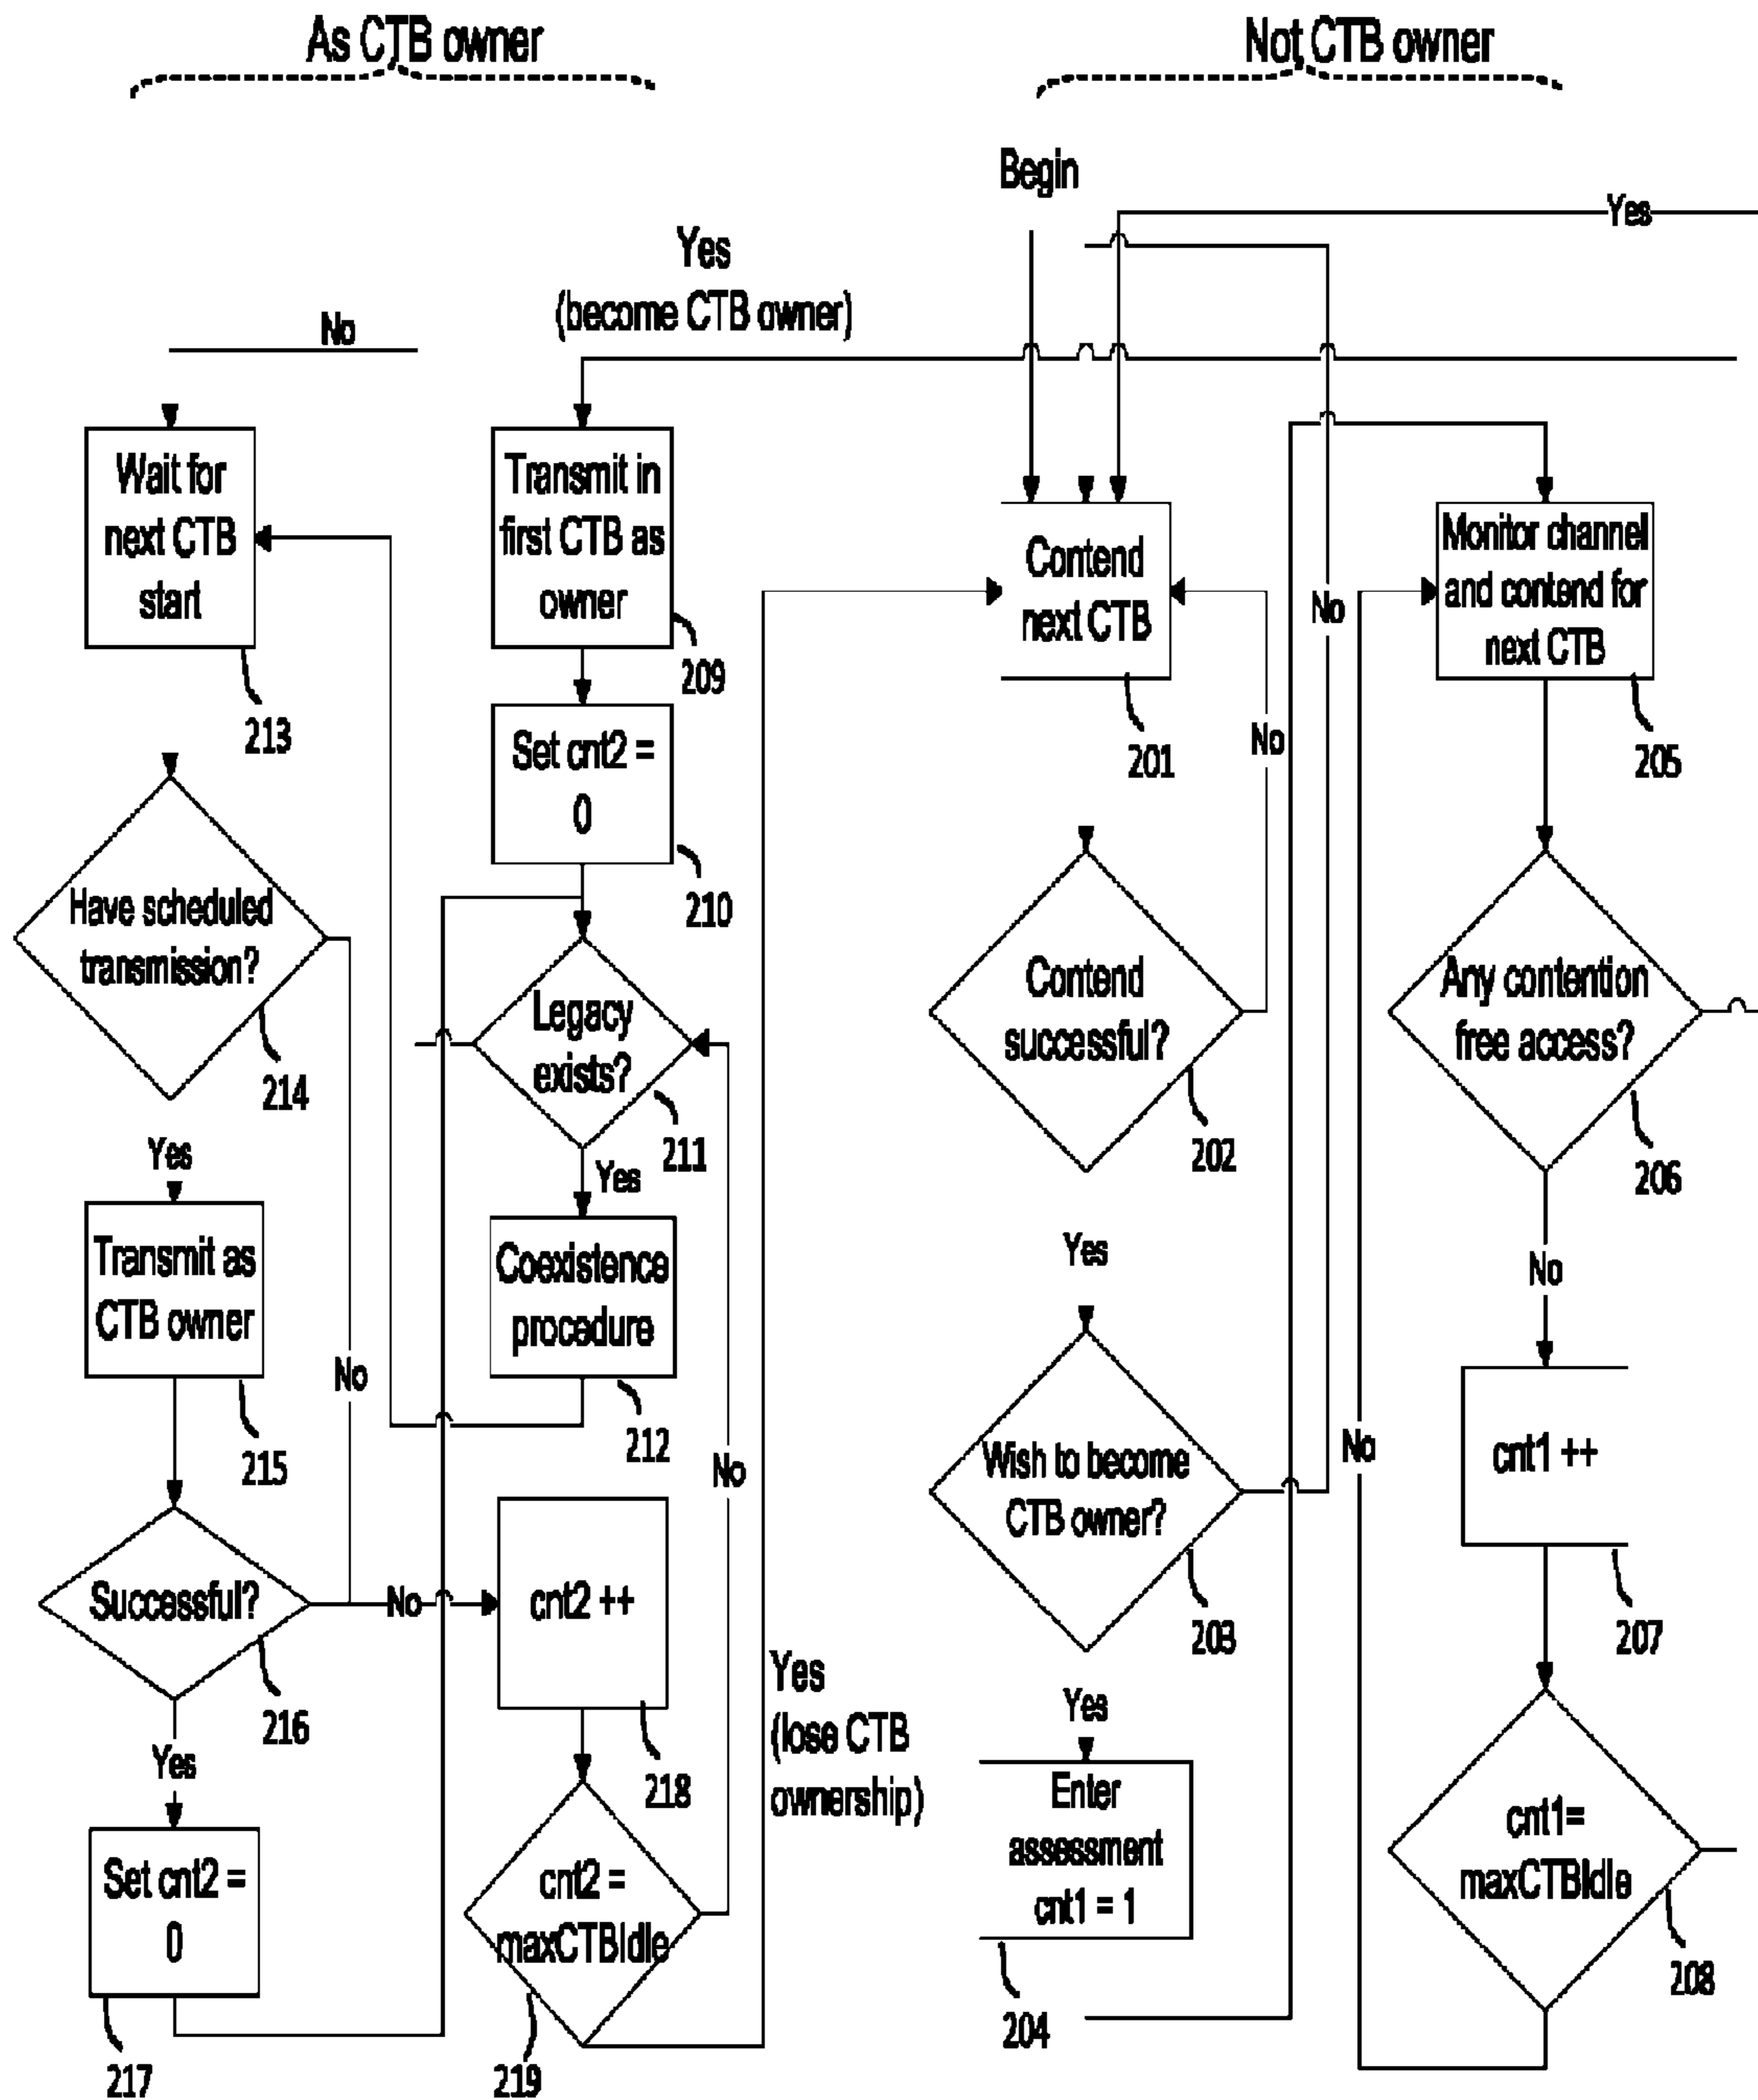 As CTB owner
Not CTB owner
Begin
Yes
Yes
(become CTB owner)
No
Wait for
next CTB
start
213
Transmit in
first CTB as
owner
209
Contend
next CTB
201
Monitor channel
and contend for
next CTB
205
No
No
Set cnt2 =
0
210
Have scheduled
transmission?
214
Legacy
exists?
211
Contend
successful?
202
Any contention
free access?
206
Yes
Yes
Yes
No
Transmit as
CTB owner
215
Coexistence
procedure
212
No
No
No
Wish to become
CTB owner?
203
cnt1 ++
207
Successful?
216
No
cnt2 ++
218
Yes
(lose CTB
ownership)
Yes
Yes
Set cnt2 =
0
217
cnt2 =
maxCTBIdle
219
Enter
assessment
cnt1 = 1
204
cnt1=
maxCTBIdle
208